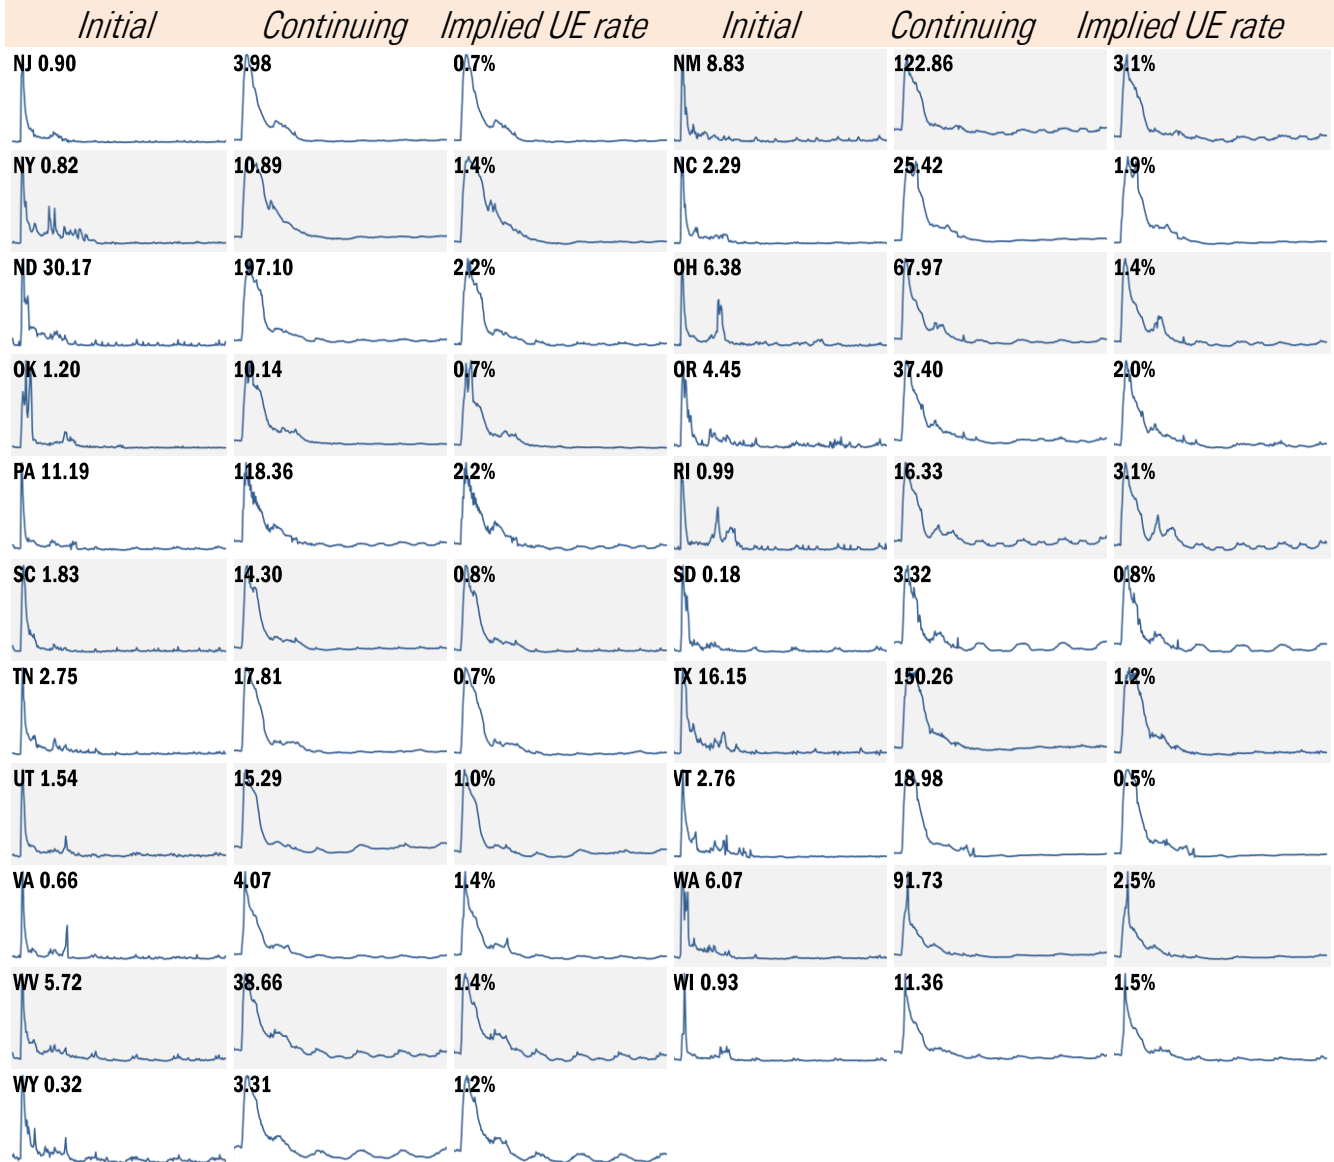 Initial Continuing Implied UE rate Initial Continuing Implied UE rate
NJ 0.90 3.98 0.7% NM 8.83 122.86 3.1%
NY 0.82 10.89 1.4% NC 2.29 25.42 1.9%
ND 30.17 197.10 2.2% OH 6.38 67.97 1.4%
OK 1.20 10.14 0.7% OR 4.45 37.40 2.0%
PA 11.19 118.36 2.2% RI 0.99 16.33 3.1%
SC 1.83 14.30 0.8% SD 0.18 3.32 0.8%
TN 2.75 17.81 0.7% TX 16.15 150.26 1.2%
UT 1.54 15.29 1.0% VT 2.76 18.98 0.5%
VA 0.66 4.07 1.4% WA 6.07 91.73 2.5%
WV 5.72 38.66 1.4% WI 0.93 11.36 1.5%
WY 0.32 3.31 1.2%